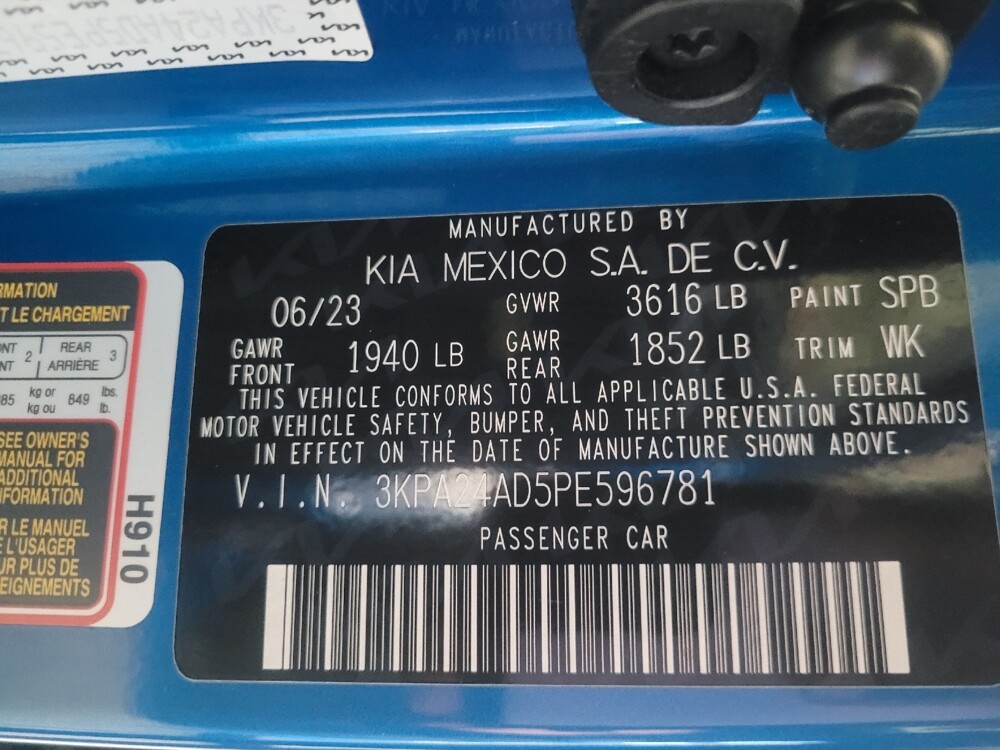 MANUFACTURED BY
KIA MEXICO S.A. DE C.V.
06/23 GVWR 3616 LB PAINT SPB
GAWR FRONT 1940 LB GAWR REAR 1852 LB TRIM WK
THIS VEHICLE CONFORMS TO ALL APPLICABLE U.S.A. FEDERAL
MOTOR VEHICLE SAFETY, BUMPER, AND THEFT PREVENTION STANDARDS
IN EFFECT ON THE DATE OF MANUFACTURE SHOWN ABOVE.
V.I.N. 3KPA24AD5PE596781
PASSENGER CAR
LE CHARGEMENT
2 REAR ARRIÈRE 3
kg or kg ou 849 lbs. lb.
SEE OWNER'S
MANUAL FOR
ADDITIONAL
INFORMATION
LE MANUEL
L'USAGER
PLUS DE
H910